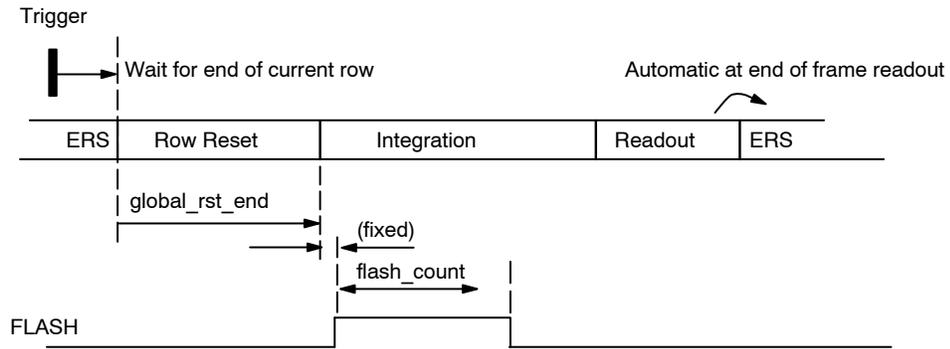 Trigger
Wait for end of current row
Automatic at end of frame readout
ERS Row Reset Integration Readout ERS
global_rst_end
(fixed)
flash_count
FLASH